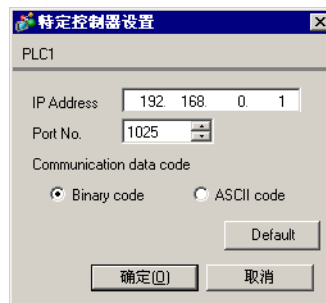 特定控制器设置
PLC1
IP Address 192. 168. 0. 1
Port No. 1025
Communication data code
Binary code ASCII code
Default
确定(O) 取消